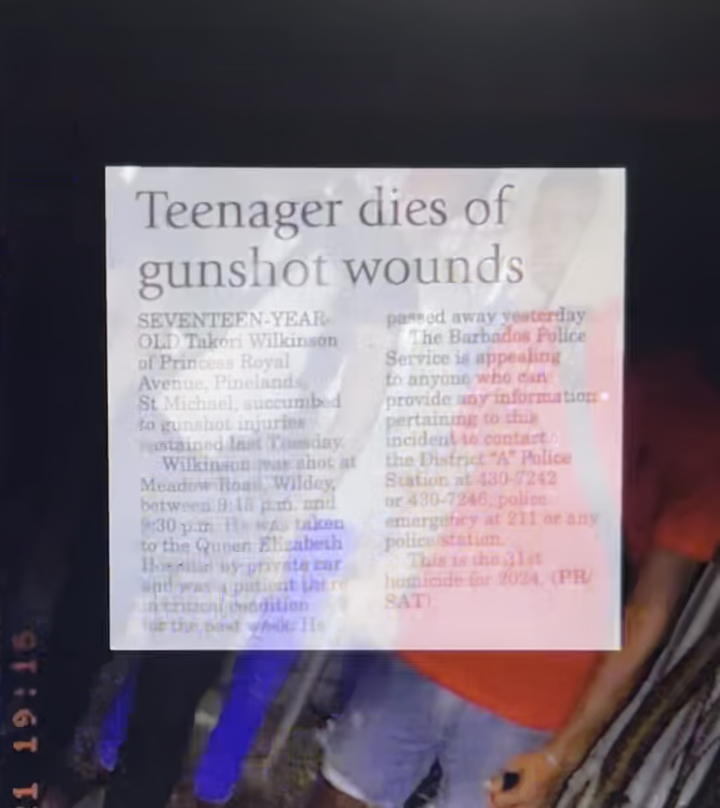 Teenager dies of
gunshot wounds
SEVENTEEN-YEAR-
OLD Takori Wilkinson
of Princess Royal
Avenue, Pinelands,
St Michael, succumbed
to gunshot injuries
sustained last Tuesday.
Wilkinson was shot at
Meadow Road, Wildey,
between 9:15 p.m. and
9:30 p.m. He was taken
to the Queen Elizabeth
Hospital by private car
and was a patient there
in critical condition
for the past week. He
passed away yesterday
The Barbados Police
Service is appealing
to anyone who can
provide any information
pertaining to this
incident to contact
the District "A" Police
Station at 430-7242
or 430-7246, police
emergency at 211 or any
police station.
This is the 31st
homicide for 2024. (PR/
SAT)
1 19:16